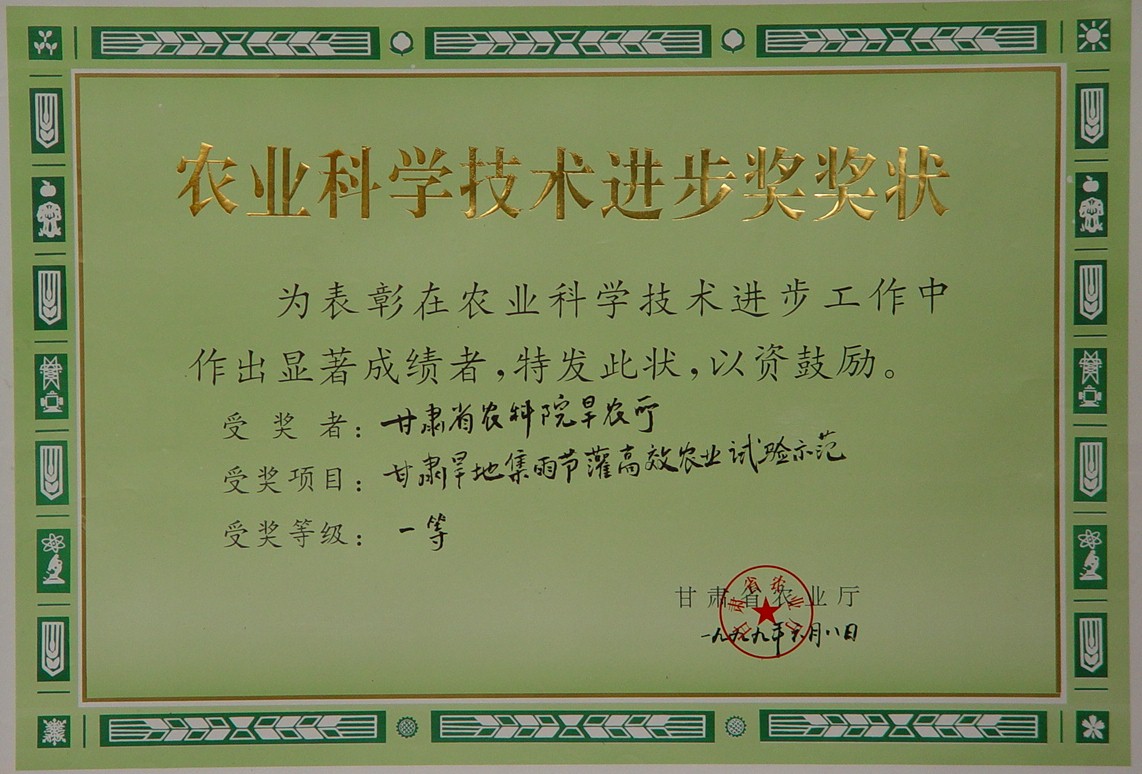 农业科学技术进步奖奖状
为表彰在农业科学技术进步工作中
作出显著成绩者，特发此状，以资鼓励。
受奖者：甘肃省农科院旱农所
受奖项目：甘肃旱地集雨节灌高效农业试验示范
受奖等级：一等
甘肃省农业厅
一九九九年六月八日